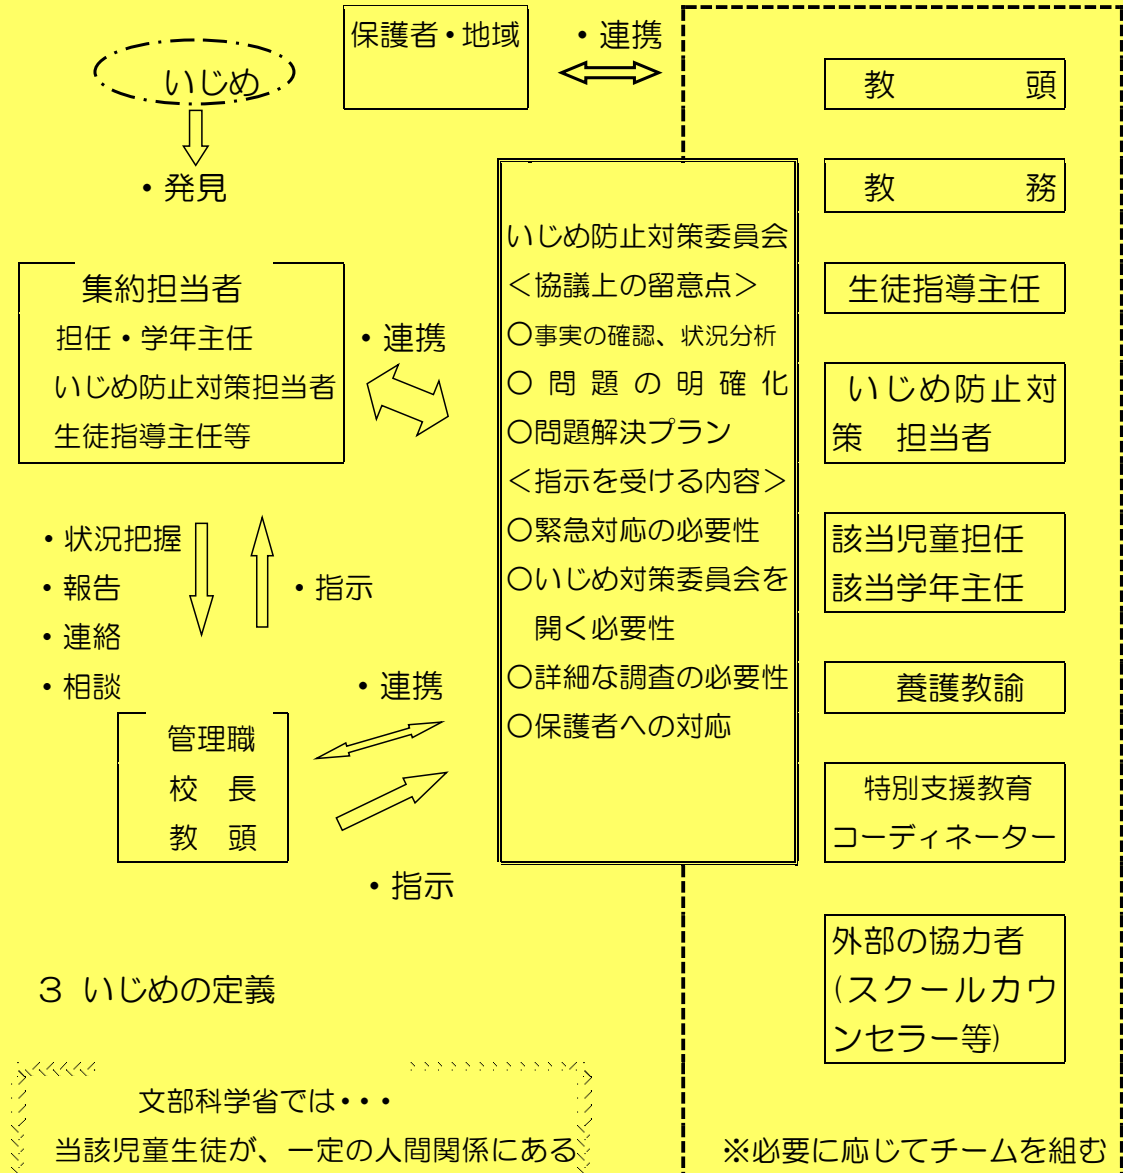 保護者・地域
・連携
いじめ
・発見
集約担当者
担任・学年主任
いじめ防止対策担当者
生徒指導主任等
・連携
・状況把握
・報告
・連絡
・相談
・指示
管理職
校 長
教 頭
・連携
・指示
いじめ防止対策委員会
＜協議上の留意点＞
○事実の確認、状況分析
○問題の明確化
○問題解決プラン
＜指示を受ける内容＞
○緊急対応の必要性
○いじめ対策委員会を
開く必要性
○詳細な調査の必要性
○保護者への対応
教 頭
教 務
生徒指導主任
いじめ防止対
策 担当者
該当児童担任
該当学年主任
養護教諭
特別支援教育
コーディネーター
外部の協力者
(スクールカウ
ンセラー等)
※必要に応じてチームを組む
３ いじめの定義
文部科学省では・・・
当該児童生徒が、一定の人間関係にある